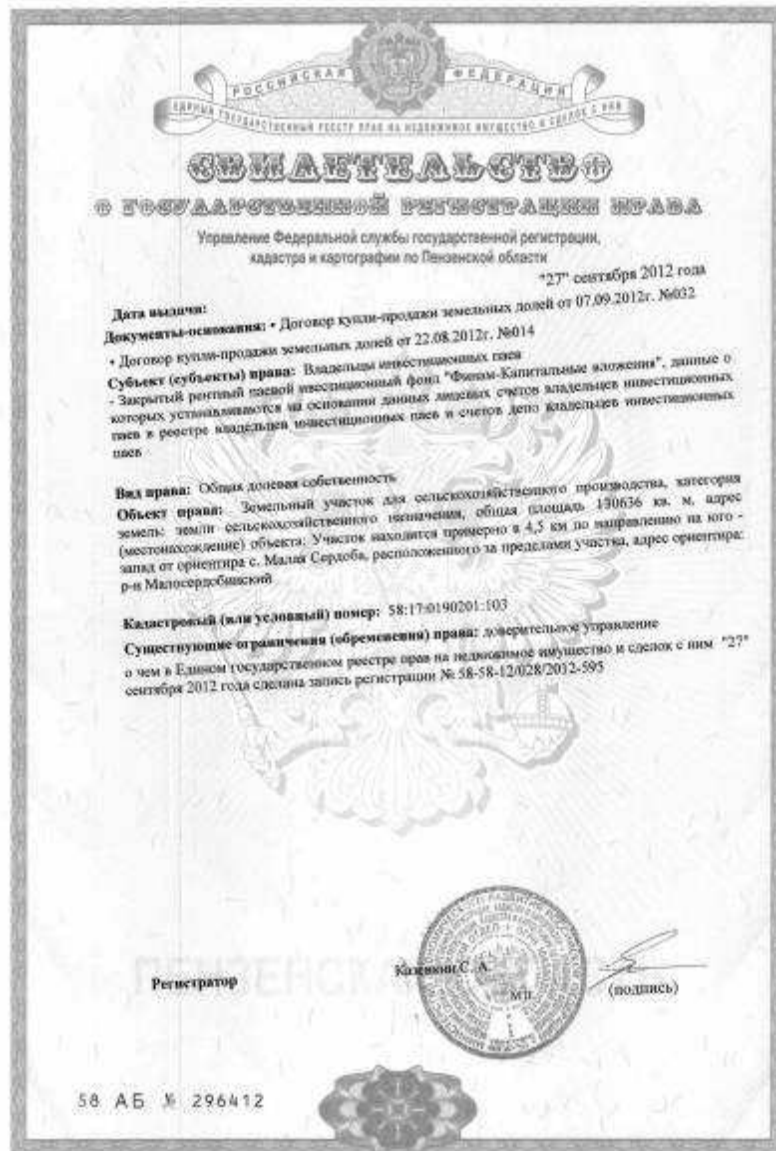 РОССИЙСКАЯ ФЕДЕРАЦИЯ
ЕДИНЫЙ ГОСУДАРСТВЕННЫЙ РЕЕСТР ПРАВ НА НЕДВИЖИМОЕ ИМУЩЕСТВО И СДЕЛОК С НИМ
СВИДЕТЕЛЬСТВО
О ГОСУДАРСТВЕННОЙ РЕГИСТРАЦИИ ПРАВА
Управление Федеральной службы государственной регистрации,
кадастра и картографии по Пензенской области
Дата выдачи: "27" сентября 2012 года
Документы-основания: • Договор купли-продажи земельных долей от 07.09.2012г. №032
• Договор купли-продажи земельных долей от 22.08.2012г. №014
Субъект (субъекты) права: Владельцы инвестиционных паев
- Закрытый рентный паевой инвестиционный фонд "Финам-Капитальные вложения", данные о
которых устанавливаются на основании данных лицевых счетов владельцев инвестиционных
паев в реестре владельцев инвестиционных паев и счетов депо владельцев инвестиционных
паев
Вид права: Общая долевая собственность
Объект права: Земельный участок для сельскохозяйственного производства, категория
земель: земли сельскохозяйственного назначения, общая площадь 130636 кв. м, адрес
(местонахождение) объекта: Участок находится примерно в 4,5 км по направлению на юго -
запад от ориентира с. Малая Сердоба, расположенного за пределами участка, адрес ориентира:
р-н Малосердобинский
Кадастровый (или условный) номер: 58:17:0190201:103
Существующие ограничения (обременения) права: доверительное управление
о чем в Едином государственном реестре прав на недвижимое имущество и сделок с ним "27"
сентября 2012 года сделана запись регистрации № 58-58-12/028/2012-595
Регистратор
С. А.
М.П.
(подпись)
58 АБ № 296412